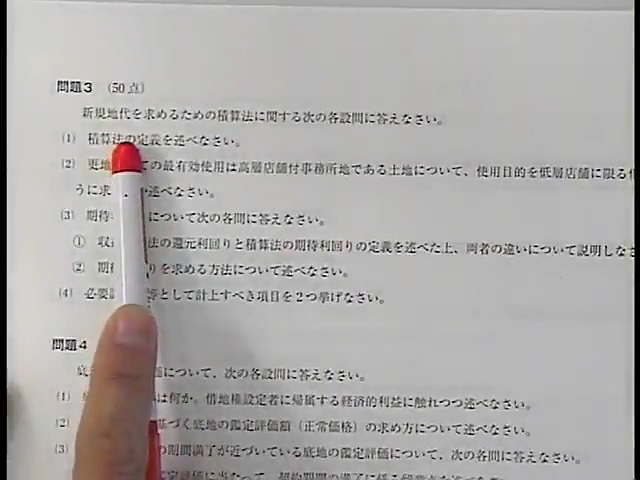 問題3 (50点)
新規地代を求めるための積算法に関する次の各設問に答えなさい。
(1) 積算法の定義を述べなさい。
(2) 更地 ての最有効使用は高層店舗付事務所地である土地について、使用目的を低層店舗に限る
うに求 述べなさい。
(3) 期待 について次の各問に答えなさい。
① 収 法の還元利回りと積算法の期待利回りの定義を述べた上、両者の違いについて説明しな
② 期 りを求める方法について述べなさい。
(4) 必要 等として計上すべき項目を2つ挙げなさい。
問題4
底 について、次の各設問に答えなさい。
(1) は何か。借地権設定者に帰属する経済的利益に触れつつ述べなさい。
(2) 基づく底地の鑑定評価額(正常価格)の求め方について述べなさい。
(3) の期間満了が近づいている底地の鑑定評価について、次の各問に答えなさい。